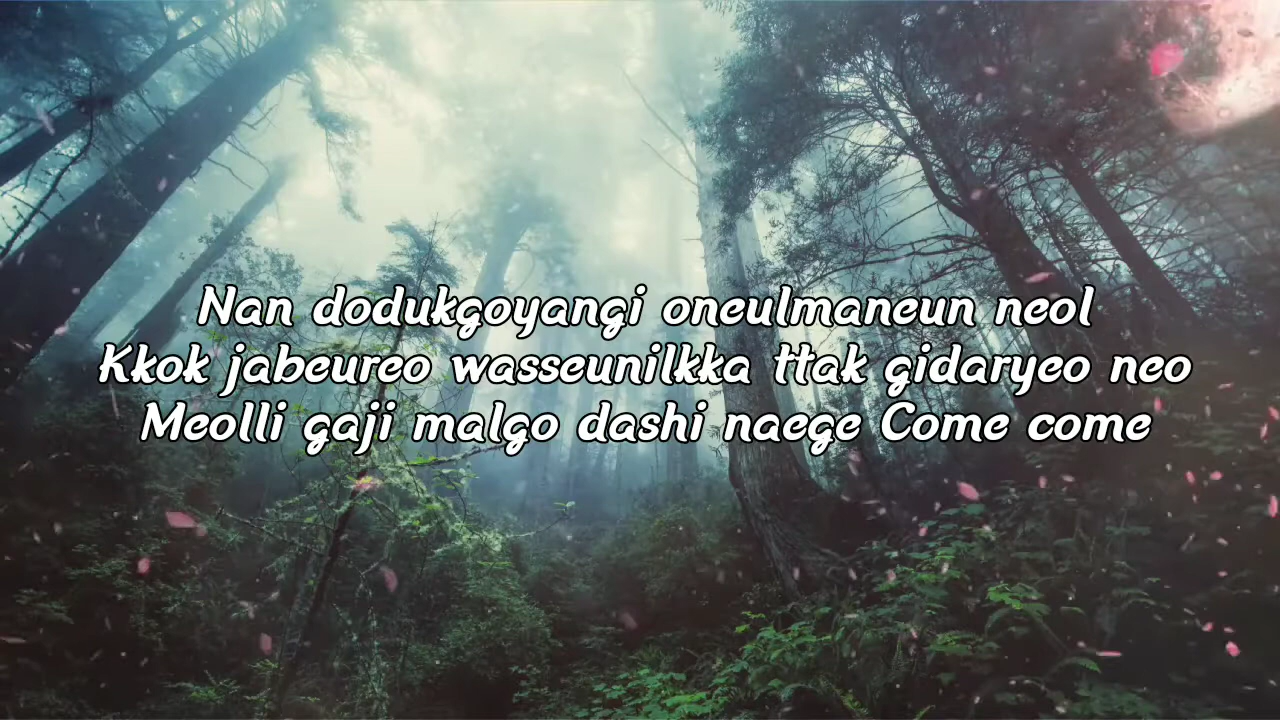 Nan dodukgoyangi oneulmaneun neol
Kkok jabeureo wasseunilkka ttak gidaryeo neo
Meolli gaji malgo dashi naege Come come